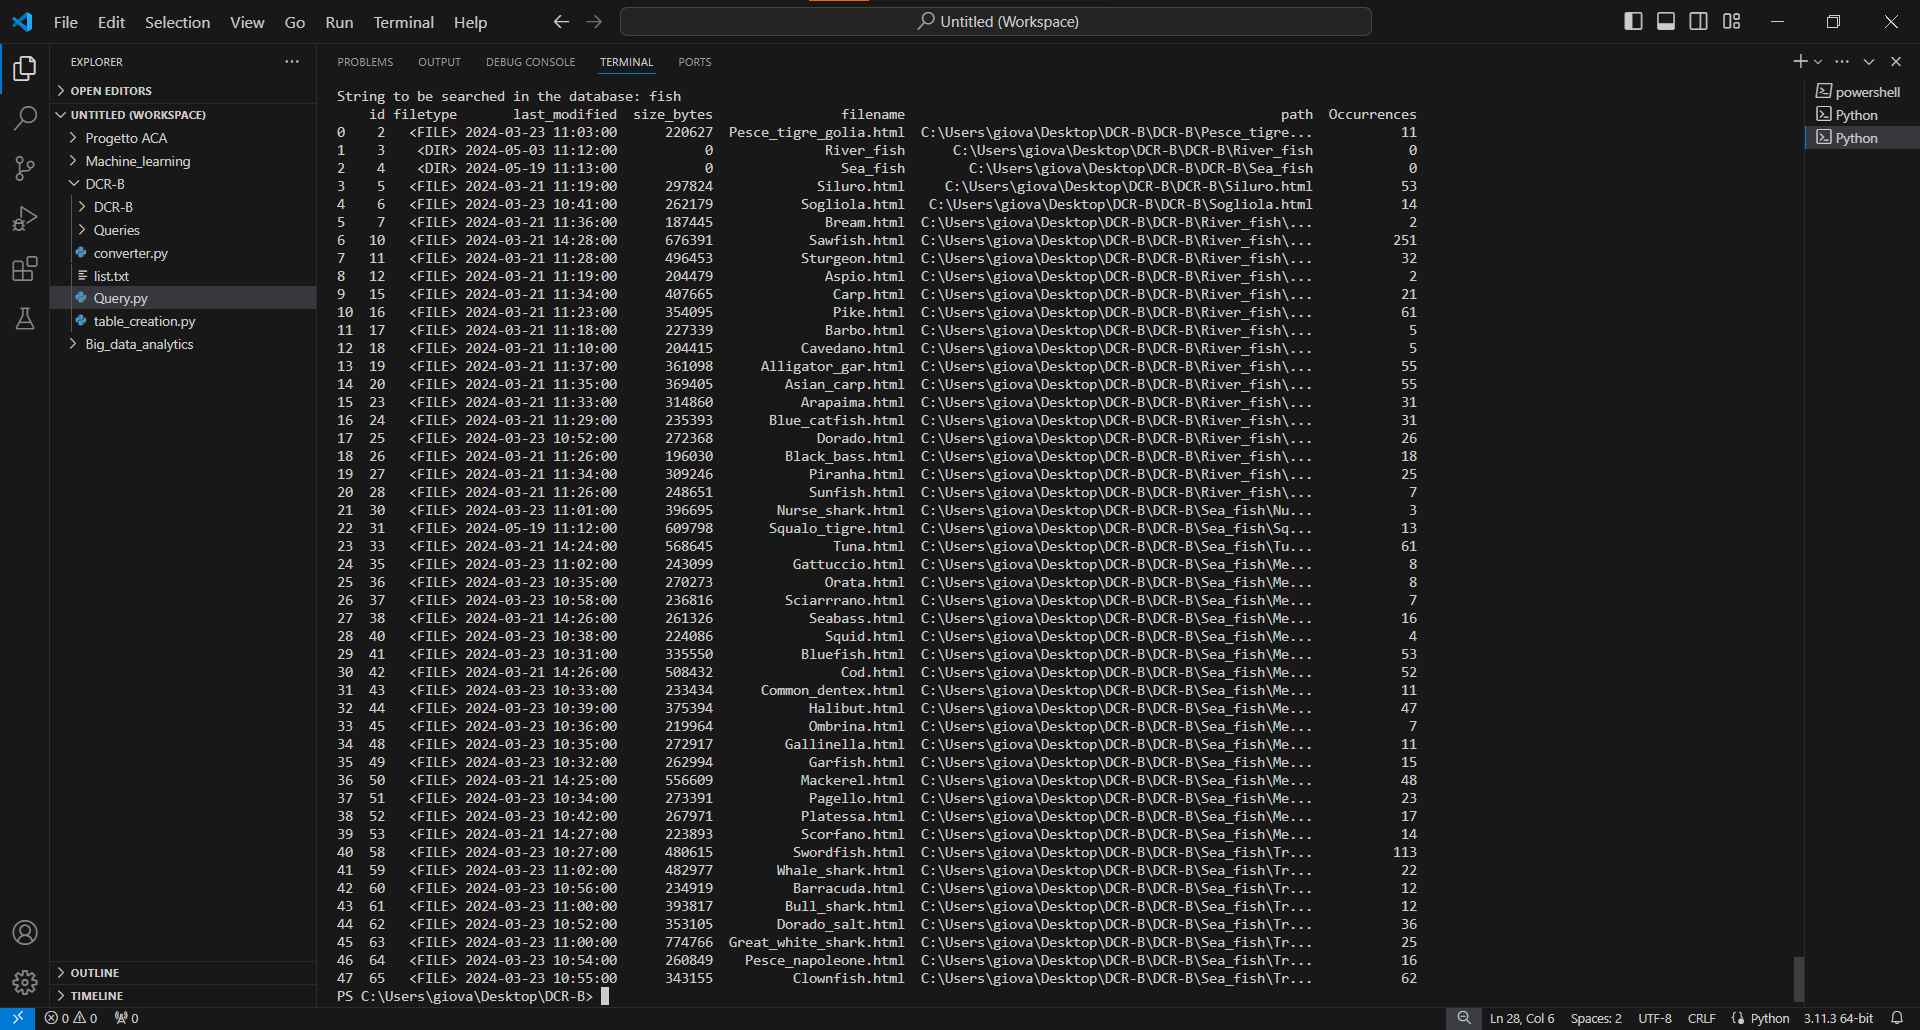 File Edit Selection View Go Run Terminal Help Untitled (Workspace)
EXPLORER
OPEN EDITORS
UNTITLED (WORKSPACE)
Progetto ACA
Machine_learning
DCR-B
DCR-B
Queries
converter.py
list.txt
Query.py
table_creation.py
Big_data_analytics
OUTLINE
TIMELINE
PROBLEMS OUTPUT DEBUG CONSOLE TERMINAL PORTS
String to be searched in the database: fish
id filetype last_modified size_bytes filename path Occurrences
0 2 <FILE> 2024-03-23 11:03:00 220627 Pesce_tigre_golia.html C:\Users\giova\Desktop\DCR-B\DCR-B\Pesce_tigre... 11
1 3 <DIR> 2024-05-03 11:12:00 0 River_fish C:\Users\giova\Desktop\DCR-B\DCR-B\River_fish 0
2 4 <DIR> 2024-05-19 11:13:00 0 Sea_fish C:\Users\giova\Desktop\DCR-B\DCR-B\Sea_fish 0
3 5 <FILE> 2024-03-21 11:19:00 297824 Siluro.html C:\Users\giova\Desktop\DCR-B\DCR-B\Siluro.html 53
4 6 <FILE> 2024-03-23 10:41:00 262179 Sogliola.html C:\Users\giova\Desktop\DCR-B\DCR-B\Sogliola.html 14
5 7 <FILE> 2024-03-21 11:36:00 187445 Bream.html C:\Users\giova\Desktop\DCR-B\DCR-B\River_fish\... 2
6 10 <FILE> 2024-03-21 14:28:00 676391 Sawfish.html C:\Users\giova\Desktop\DCR-B\DCR-B\River_fish\... 251
7 11 <FILE> 2024-03-21 11:28:00 496453 Sturgeon.html C:\Users\giova\Desktop\DCR-B\DCR-B\River_fish\... 32
8 12 <FILE> 2024-03-21 11:19:00 204479 Aspio.html C:\Users\giova\Desktop\DCR-B\DCR-B\River_fish\... 2
9 15 <FILE> 2024-03-21 11:34:00 407665 Carp.html C:\Users\giova\Desktop\DCR-B\DCR-B\River_fish\... 21
10 16 <FILE> 2024-03-21 11:23:00 354095 Pike.html C:\Users\giova\Desktop\DCR-B\DCR-B\River_fish\... 61
11 17 <FILE> 2024-03-21 11:18:00 227339 Barbo.html C:\Users\giova\Desktop\DCR-B\DCR-B\River_fish\... 5
12 18 <FILE> 2024-03-21 11:10:00 204415 Cavedano.html C:\Users\giova\Desktop\DCR-B\DCR-B\River_fish\... 5
13 19 <FILE> 2024-03-21 11:37:00 361098 Alligator_gar.html C:\Users\giova\Desktop\DCR-B\DCR-B\River_fish\... 55
14 20 <FILE> 2024-03-21 11:35:00 369405 Asian_carp.html C:\Users\giova\Desktop\DCR-B\DCR-B\River_fish\... 55
15 23 <FILE> 2024-03-21 11:33:00 314860 Arapaima.html C:\Users\giova\Desktop\DCR-B\DCR-B\River_fish\... 31
16 24 <FILE> 2024-03-21 11:29:00 235393 Blue_catfish.html C:\Users\giova\Desktop\DCR-B\DCR-B\River_fish\... 31
17 25 <FILE> 2024-03-23 10:52:00 272368 Dorado.html C:\Users\giova\Desktop\DCR-B\DCR-B\River_fish\... 26
18 26 <FILE> 2024-03-21 11:26:00 196030 Black_bass.html C:\Users\giova\Desktop\DCR-B\DCR-B\River_fish\... 18
19 27 <FILE> 2024-03-21 11:34:00 309246 Piranha.html C:\Users\giova\Desktop\DCR-B\DCR-B\River_fish\... 25
20 28 <FILE> 2024-03-21 11:26:00 248651 Sunfish.html C:\Users\giova\Desktop\DCR-B\DCR-B\River_fish\... 7
21 30 <FILE> 2024-03-23 11:01:00 396695 Nurse_shark.html C:\Users\giova\Desktop\DCR-B\DCR-B\Sea_fish\Nu... 3
22 31 <FILE> 2024-05-19 11:12:00 609798 Squalo_tigre.html C:\Users\giova\Desktop\DCR-B\DCR-B\Sea_fish\Sq... 13
23 33 <FILE> 2024-03-21 14:24:00 568645 Tuna.html C:\Users\giova\Desktop\DCR-B\DCR-B\Sea_fish\Tu... 61
24 35 <FILE> 2024-03-23 11:02:00 243099 Gattuccio.html C:\Users\giova\Desktop\DCR-B\DCR-B\Sea_fish\Me... 8
25 36 <FILE> 2024-03-23 10:35:00 270273 Orata.html C:\Users\giova\Desktop\DCR-B\DCR-B\Sea_fish\Me... 8
26 37 <FILE> 2024-03-23 10:58:00 236816 Sciarrrano.html C:\Users\giova\Desktop\DCR-B\DCR-B\Sea_fish\Me... 7
27 38 <FILE> 2024-03-21 14:26:00 261326 Seabass.html C:\Users\giova\Desktop\DCR-B\DCR-B\Sea_fish\Me... 16
28 40 <FILE> 2024-03-23 10:38:00 224086 Squid.html C:\Users\giova\Desktop\DCR-B\DCR-B\Sea_fish\Me... 4
29 41 <FILE> 2024-03-23 10:31:00 335550 Bluefish.html C:\Users\giova\Desktop\DCR-B\DCR-B\Sea_fish\Me... 53
30 42 <FILE> 2024-03-21 14:26:00 508432 Cod.html C:\Users\giova\Desktop\DCR-B\DCR-B\Sea_fish\Me... 52
31 43 <FILE> 2024-03-23 10:33:00 233434 Common_dentex.html C:\Users\giova\Desktop\DCR-B\DCR-B\Sea_fish\Me... 11
32 44 <FILE> 2024-03-23 10:39:00 375394 Halibut.html C:\Users\giova\Desktop\DCR-B\DCR-B\Sea_fish\Me... 47
33 45 <FILE> 2024-03-23 10:36:00 219964 Ombrina.html C:\Users\giova\Desktop\DCR-B\DCR-B\Sea_fish\Me... 7
34 48 <FILE> 2024-03-23 10:35:00 272917 Gallinella.html C:\Users\giova\Desktop\DCR-B\DCR-B\Sea_fish\Me... 11
35 49 <FILE> 2024-03-23 10:32:00 262994 Garfish.html C:\Users\giova\Desktop\DCR-B\DCR-B\Sea_fish\Me... 15
36 50 <FILE> 2024-03-21 14:25:00 556609 Mackerel.html C:\Users\giova\Desktop\DCR-B\DCR-B\Sea_fish\Me... 48
37 51 <FILE> 2024-03-23 10:34:00 273391 Pagello.html C:\Users\giova\Desktop\DCR-B\DCR-B\Sea_fish\Me... 23
38 52 <FILE> 2024-03-23 10:42:00 267971 Platessa.html C:\Users\giova\Desktop\DCR-B\DCR-B\Sea_fish\Me... 17
39 53 <FILE> 2024-03-21 14:27:00 223893 Scorfano.html C:\Users\giova\Desktop\DCR-B\DCR-B\Sea_fish\Me... 14
40 58 <FILE> 2024-03-23 10:27:00 480615 Swordfish.html C:\Users\giova\Desktop\DCR-B\DCR-B\Sea_fish\Tr... 113
41 59 <FILE> 2024-03-23 11:02:00 482977 Whale_shark.html C:\Users\giova\Desktop\DCR-B\DCR-B\Sea_fish\Tr... 22
42 60 <FILE> 2024-03-23 10:56:00 234919 Barracuda.html C:\Users\giova\Desktop\DCR-B\DCR-B\Sea_fish\Tr... 12
43 61 <FILE> 2024-03-23 11:00:00 393817 Bull_shark.html C:\Users\giova\Desktop\DCR-B\DCR-B\Sea_fish\Tr... 12
44 62 <FILE> 2024-03-23 10:52:00 353105 Dorado_salt.html C:\Users\giova\Desktop\DCR-B\DCR-B\Sea_fish\Tr... 36
45 63 <FILE> 2024-03-23 11:00:00 774766 Great_white_shark.html C:\Users\giova\Desktop\DCR-B\DCR-B\Sea_fish\Tr... 25
46 64 <FILE> 2024-03-23 10:54:00 260849 Pesce_napoleone.html C:\Users\giova\Desktop\DCR-B\DCR-B\Sea_fish\Tr... 16
47 65 <FILE> 2024-03-23 10:55:00 343155 Clownfish.html C:\Users\giova\Desktop\DCR-B\DCR-B\Sea_fish\Tr... 62
PS C:\Users\giova\Desktop\DCR-B>
powershell
Python
Python
0 0 0 Ln 28, Col 6 Spaces: 2 UTF-8 CRLF Python 3.11.3 64-bit